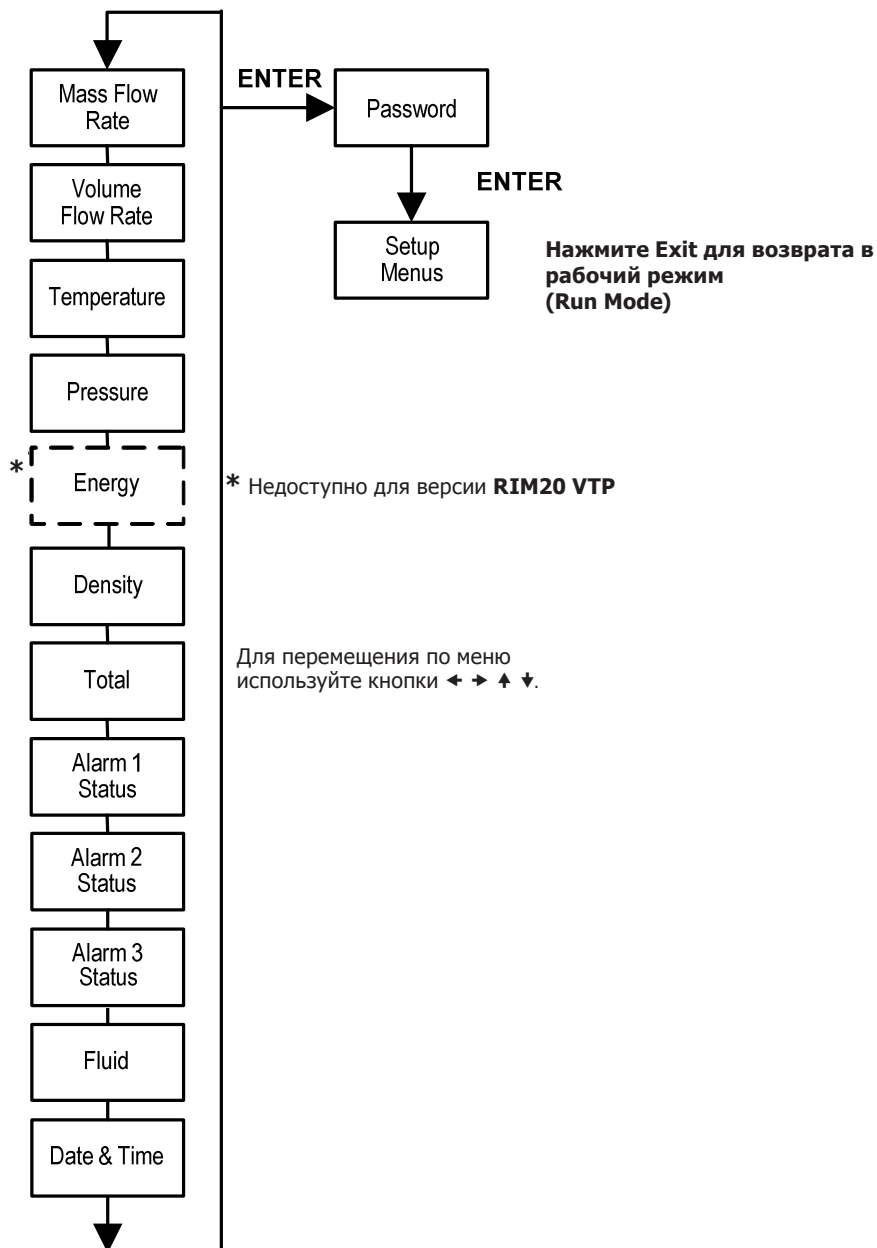 Mass Flow
Rate
ENTER
Password
ENTER
Setup
Menus
Нажмите Exit для возврата в
рабочий режим
(Run Mode)
Volume
Flow Rate
Temperature
Pressure
*
Energy
* Недоступно для версии RIM20 VTP
Density
Total
Для перемещения по меню
используйте кнопки ← → ↑ ↓.
Alarm 1
Status
Alarm 2
Status
Alarm 3
Status
Fluid
Date & Time